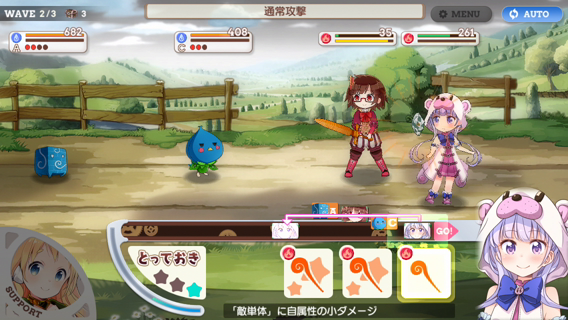 WAVE 2/3 3
通常攻撃
MENU
AUTO
682
A
408
C
35
261
GO!
とっておき
SUPPORT
「敵単体」に自属性の小ダメージ